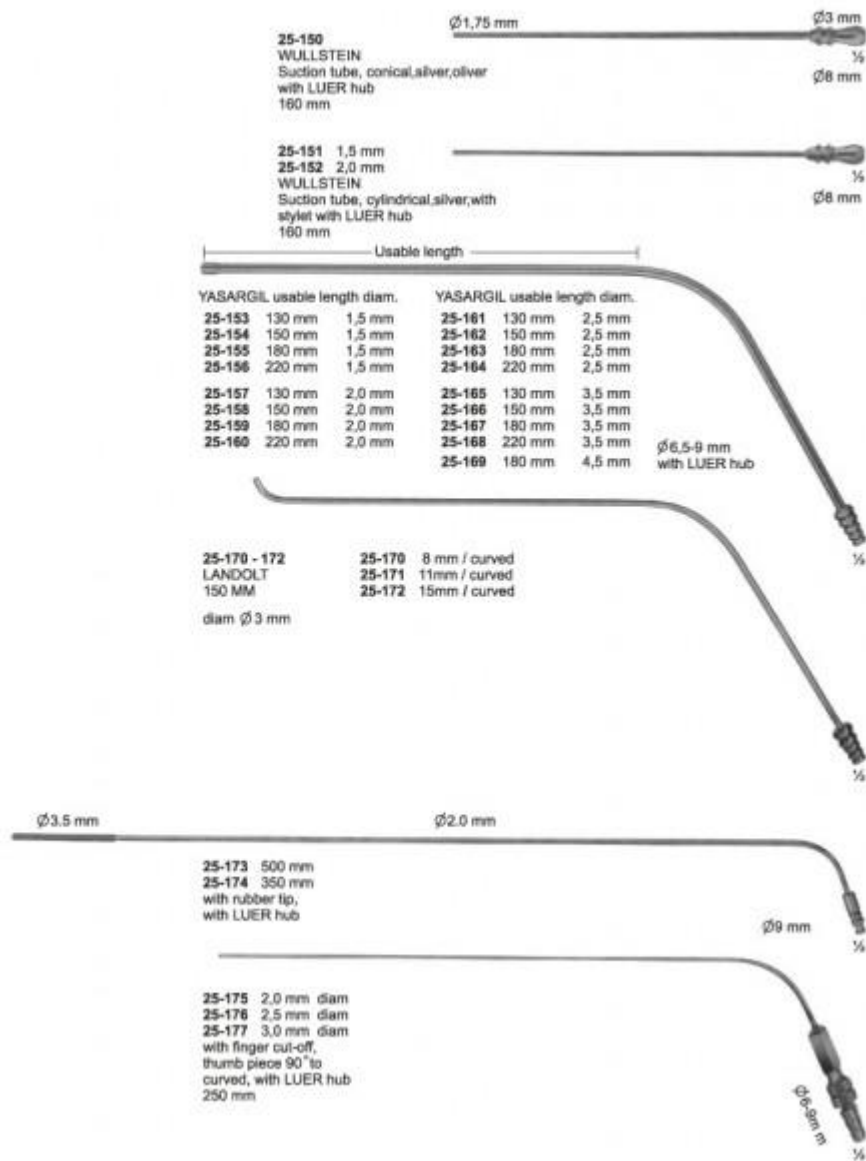 Ø1,75 mm
Ø3 mm
25-150
WULLSTEIN
Suction tube, conical,silver,oliver
with LUER hub
160 mm
½
Ø8 mm
25-151 1,5 mm
25-152 2,0 mm
WULLSTEIN
Suction tube, cylindrical,silver,with
stylet with LUER hub
160 mm
½
Ø8 mm
Usable length
YASARGIL usable length diam.
25-153 130 mm 1,5 mm
25-154 150 mm 1,5 mm
25-155 180 mm 1,5 mm
25-156 220 mm 1,5 mm
25-157 130 mm 2,0 mm
25-158 150 mm 2,0 mm
25-159 180 mm 2,0 mm
25-160 220 mm 2,0 mm
YASARGIL usable length diam.
25-161 130 mm 2,5 mm
25-162 150 mm 2,5 mm
25-163 180 mm 2,5 mm
25-164 220 mm 2,5 mm
25-165 130 mm 3,5 mm
25-166 150 mm 3,5 mm
25-167 180 mm 3,5 mm
25-168 220 mm 3,5 mm
25-169 180 mm 4,5 mm
Ø6,5-9 mm
with LUER hub
½
25-170 - 172
LANDOLT
150 MM
diam Ø 3 mm
25-170 8 mm / curved
25-171 11mm / curved
25-172 15mm / curved
½
Ø3.5 mm
Ø2.0 mm
25-173 500 mm
25-174 350 mm
with rubber tip,
with LUER hub
Ø9 mm
½
25-175 2,0 mm diam
25-176 2,5 mm diam
25-177 3,0 mm diam
with finger cut-off,
thumb piece 90°to
curved, with LUER hub
250 mm
Ø6-9m m
½